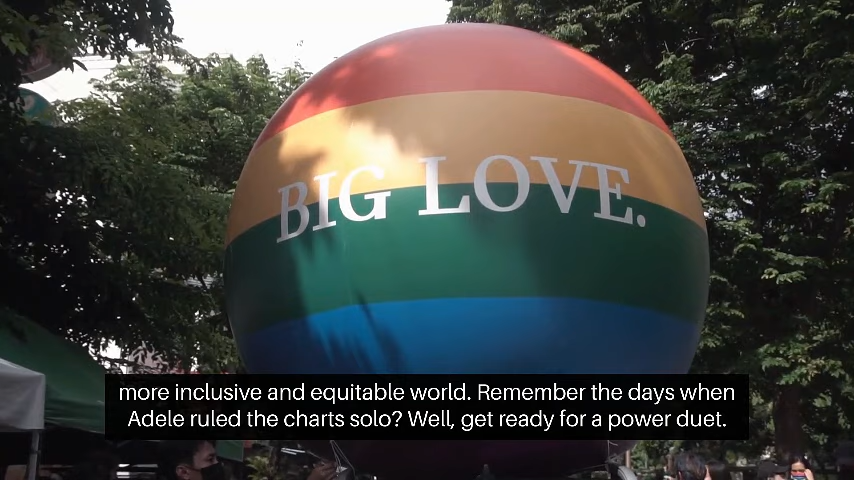 BIG LOVE.
more inclusive and equitable world. Remember the days when
Adele ruled the charts solo? Well, get ready for a power duet.